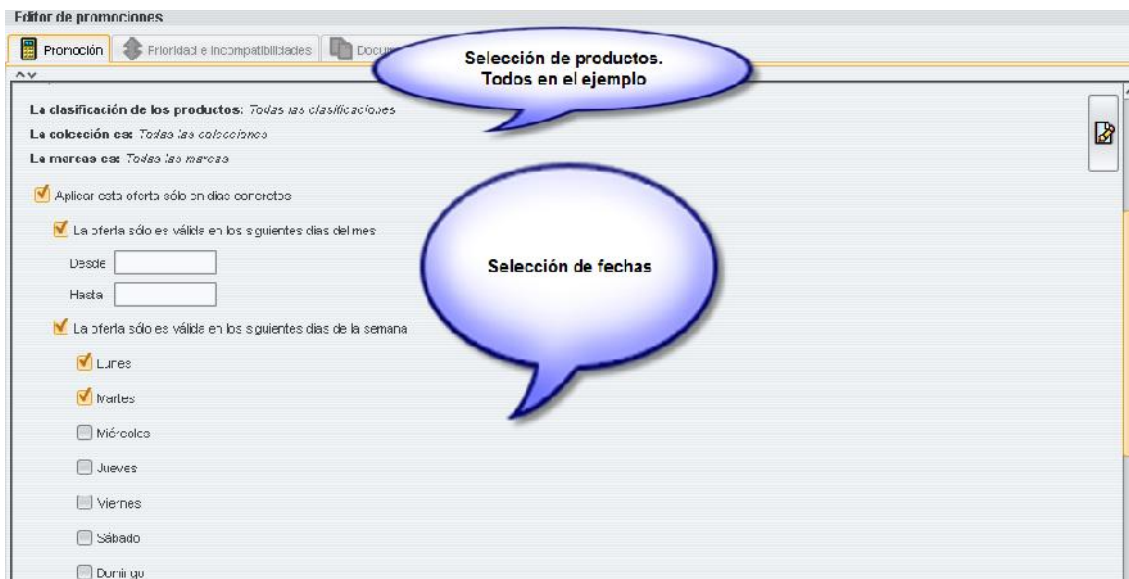 Editor de promociones
Promoción Prioridad e Incompatibilidades
Selección de productos.
Todos en el ejemplo
La clasificación de los productos: Todas las clasificaciones
La colección es: Todas las colecciones
La marcas es: Todas las marcas
Aplicar esta oferta sólo en días concretos
La oferta sólo es válida en los siguientes días del mes
Desde
Selección de fechas
Hasta
La oferta sólo es válida en los siguientes días de la semana
Lunes
Martes
Miércoles
Jueves
Viernes
Sábado
Domingo